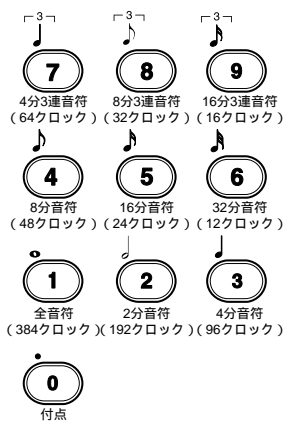 3 3 3
7 8 9
4分3連音符 8分3連音符 16分3連音符
(64クロック) (32クロック) (16クロック)
4 5 6
8分音符 16分音符 32分音符
(48クロック) (24クロック) (12クロック)
1 2 3
全音符 2分音符 4分音符
(384クロック) (192クロック) (96クロック)
0
付点